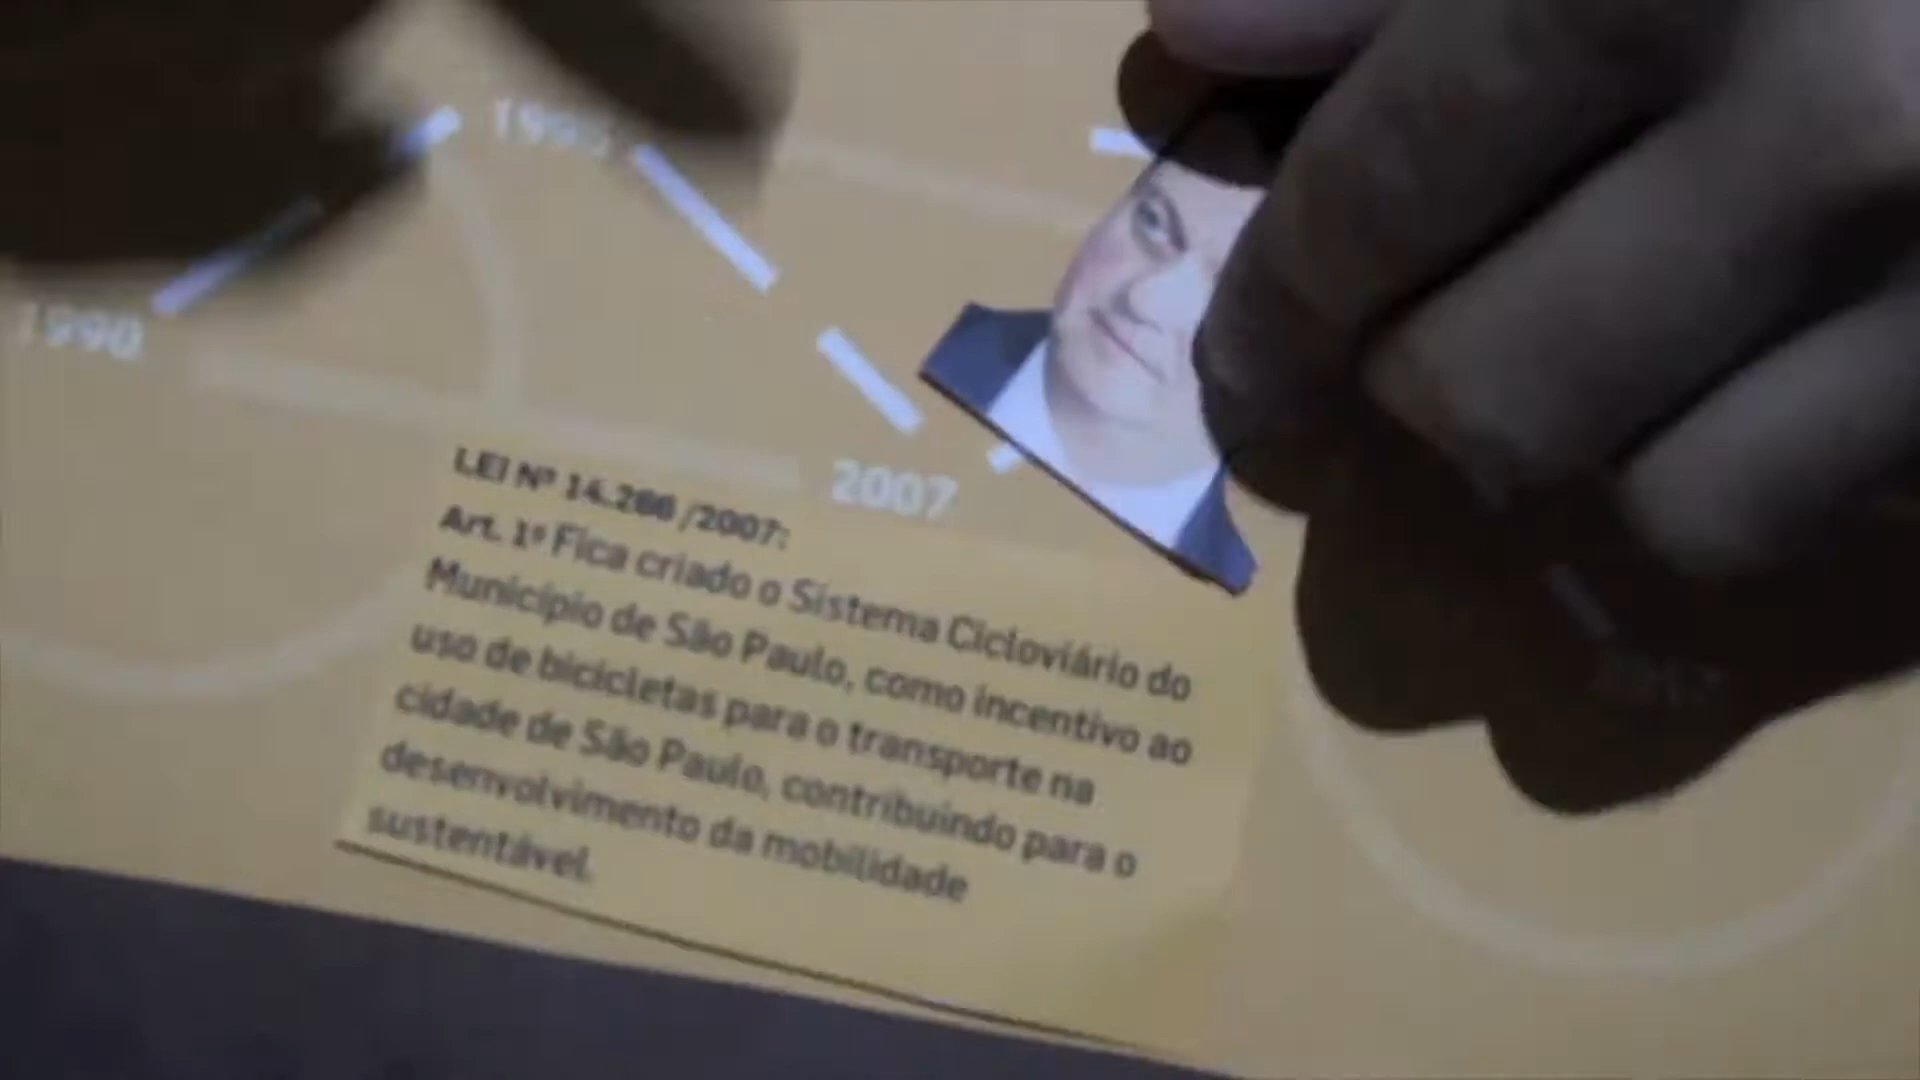 1990
1995
2007
LEI Nº 14.266 /2007:
Art. 1º Fica criado o Sistema Cicloviário do
Município de São Paulo, como incentivo ao
uso de bicicletas para o transporte na
cidade de São Paulo, contribuindo para o
desenvolvimento da mobilidade
sustentável.